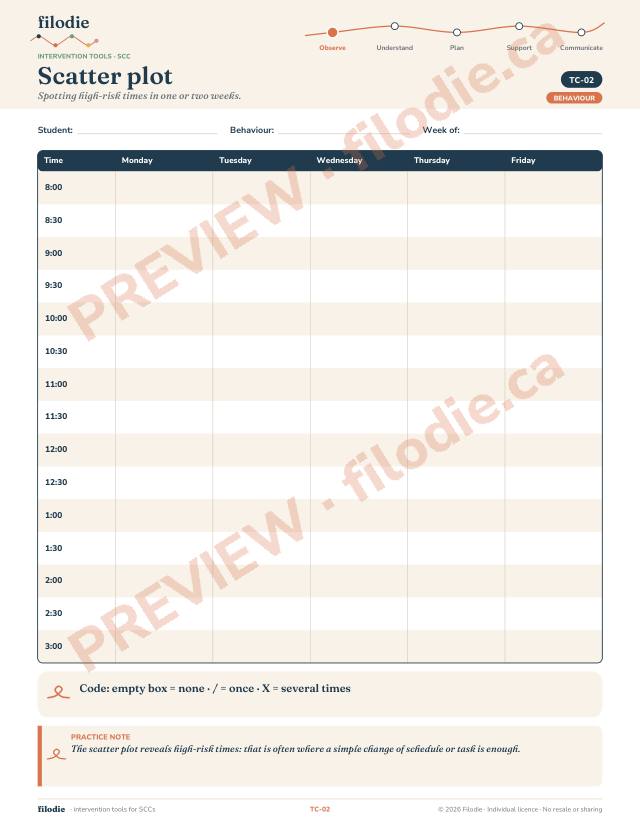 filodie
Observe Understand Plan Support Communicate
INTERVENTION TOOLS · SCC
Scatter plot
TC-02
Spotting high-risk times in one or two weeks.
BEHAVIOUR
Student: Behaviour: Week of:
Time Monday Tuesday Wednesday Thursday Friday
8:00
8:30
9:00
9:30
10:00
10:30
11:00
11:30
12:00
12:30
1:00
1:30
2:00
2:30
3:00
PREVIEW · filodie.ca
PREVIEW · filodie.ca
Code: empty box = none · / = once · X = several times
PRACTICE NOTE
The scatter plot reveals high-risk times: that is often where a simple change of schedule or task is enough.
filodie · intervention tools for SCCs TC-02 © 2026 Filodie · Individual licence · No resale or sharing